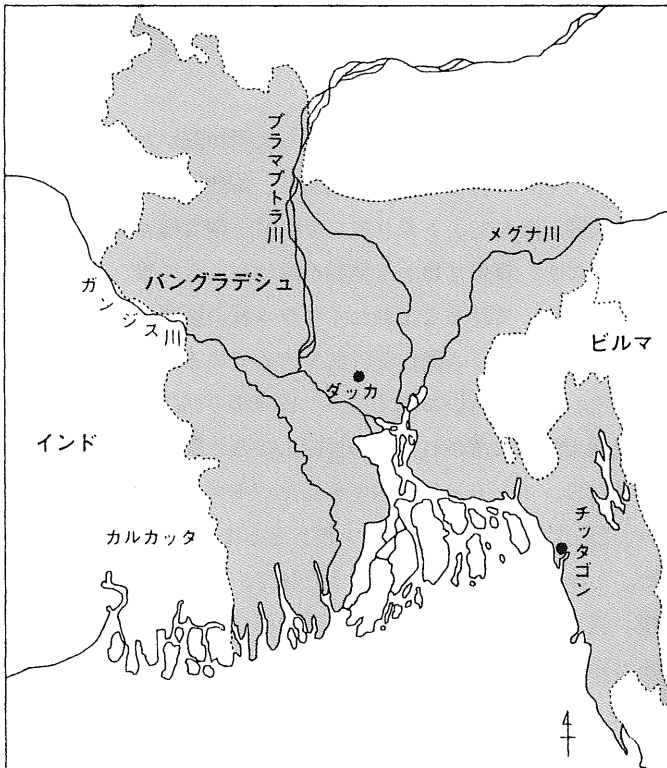 ブラマプトラ川
メグナ川
バングラデシュ
ガンジス川
ビルマ
ダッカ
インド
チッタゴン
カルカッタ
4